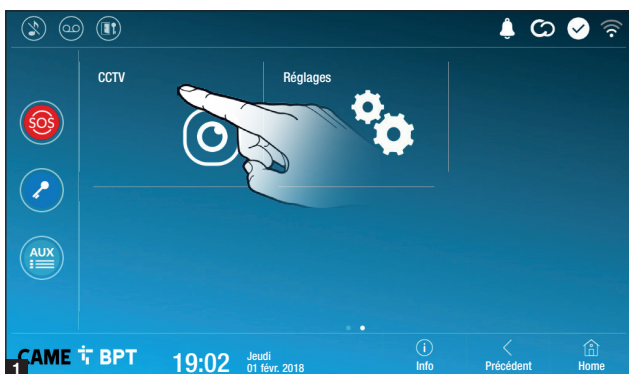 CCTV
Réglages
SOS
AUX
1
CAME BPT
19:02
Jeudi
01 févr. 2018
Info
Précédent
Home